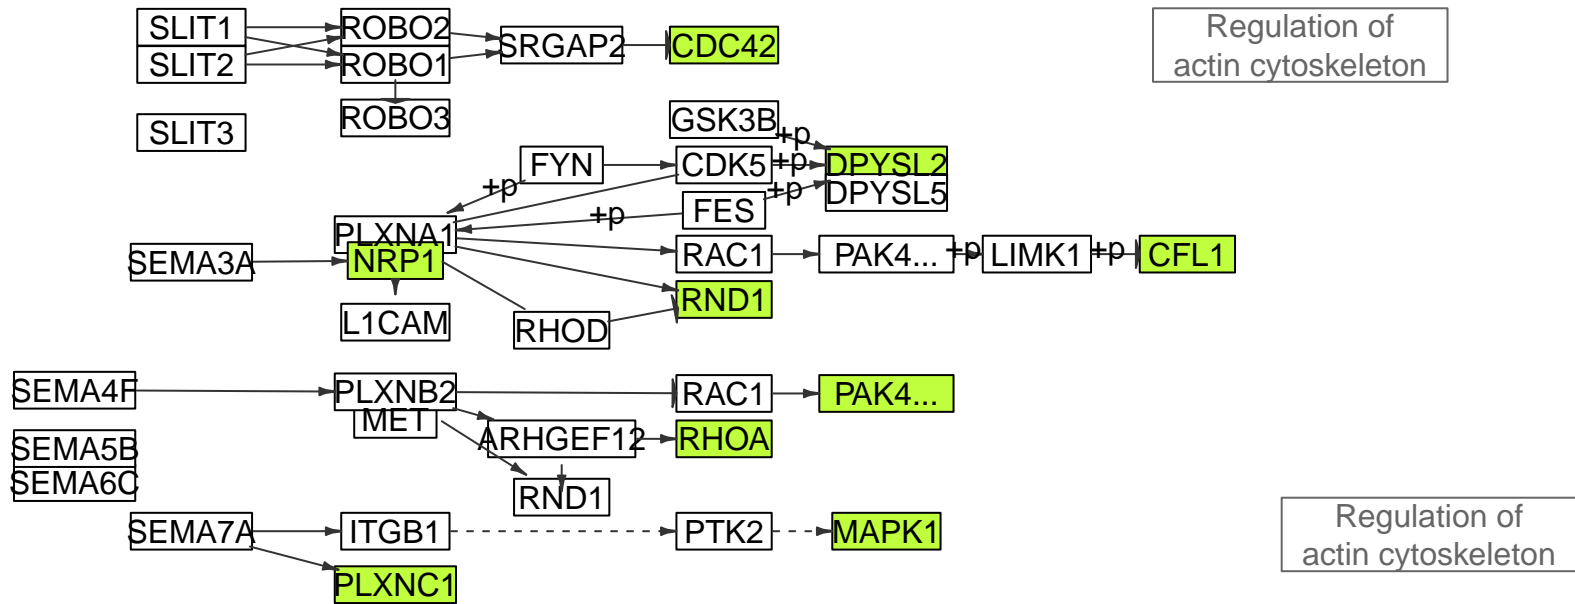 SLIT1
ROBO2
Regulation of
actin cytoskeleton
SRGAP2
CDC42
SLIT2
ROBO1
ROBO3
SLIT3
GSK3B
+p
FYN
CDK5
+p
DPYSL2
+p
+p
DPYSL5
FES
+p
PLXNA1
SEMA3A
NRP1
RAC1
PAK4...
+p
LIMK1
+p
CFL1
RND1
L1CAM
RHOD
SEMA4F
PLXNB2
RAC1
PAK4...
MET
ARHGEF12
RHOA
SEMA5B
SEMA6C
RND1
SEMA7A
ITGB1
PTK2
MAPK1
Regulation of
actin cytoskeleton
PLXNC1